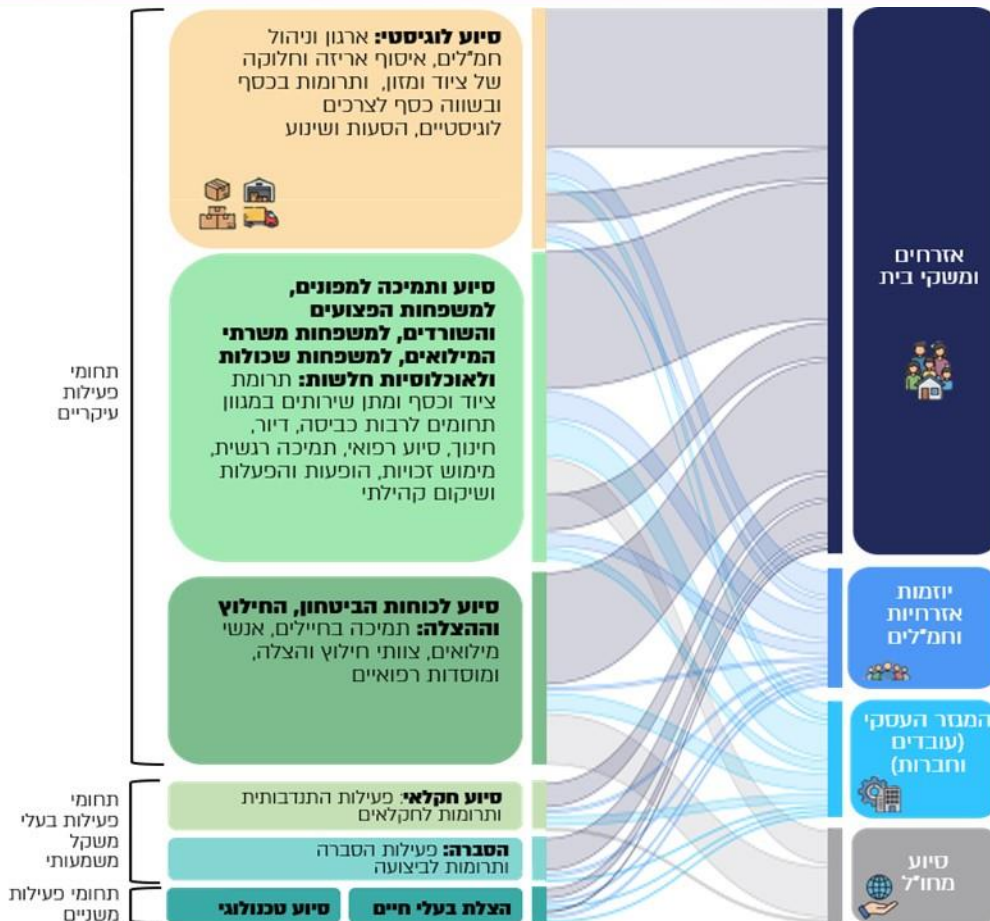 סיוע לוגיסטי: ארגון וניהול
חמ"לים, איסוף אריזה וחלוקה
של ציוד ומזון, ותרומות בכסף
ובשווה כסף לצרכים
לוגיסטיים, הסעות ושינוע
סיוע ותמיכה למפונים,
למשפחות הפצועים
והשורדים, למשפחות משרתי
המילואים, למשפחות שכולות
ולאוכלוסיות חלשות: תרומת
ציוד וכסף ומתן שירותים במגוון
תחומים לרבות כביסה, דיור,
חינוך, סיוע רפואי, תמיכה רגשית,
מימוש זכויות, הופעות והפעלות
ושיקום קהילתי
סיוע לכוחות הביטחון, החילוץ
וההצלה: תמיכה בחיילים, אנשי
מילואים, צוותי חילוץ והצלה,
ומוסדות רפואיים
סיוע חקלאי: פעילות התנדבותית
ותרומות לחקלאים
הסברה: פעילות הסברה
ותרומות לביצועה
הצלת בעלי חיים
סיוע טכנולוגי
תחומי
פעילות
עיקריים
תחומי
פעילות בעלי
משקל
משמעותי
תחומי פעילות
משניים
אזרחים
ומשקי בית
יוזמות
אזרחיות
וחמ"לים
המגזר העסקי
(עובדים
וחברות)
סיוע
מחו"ל